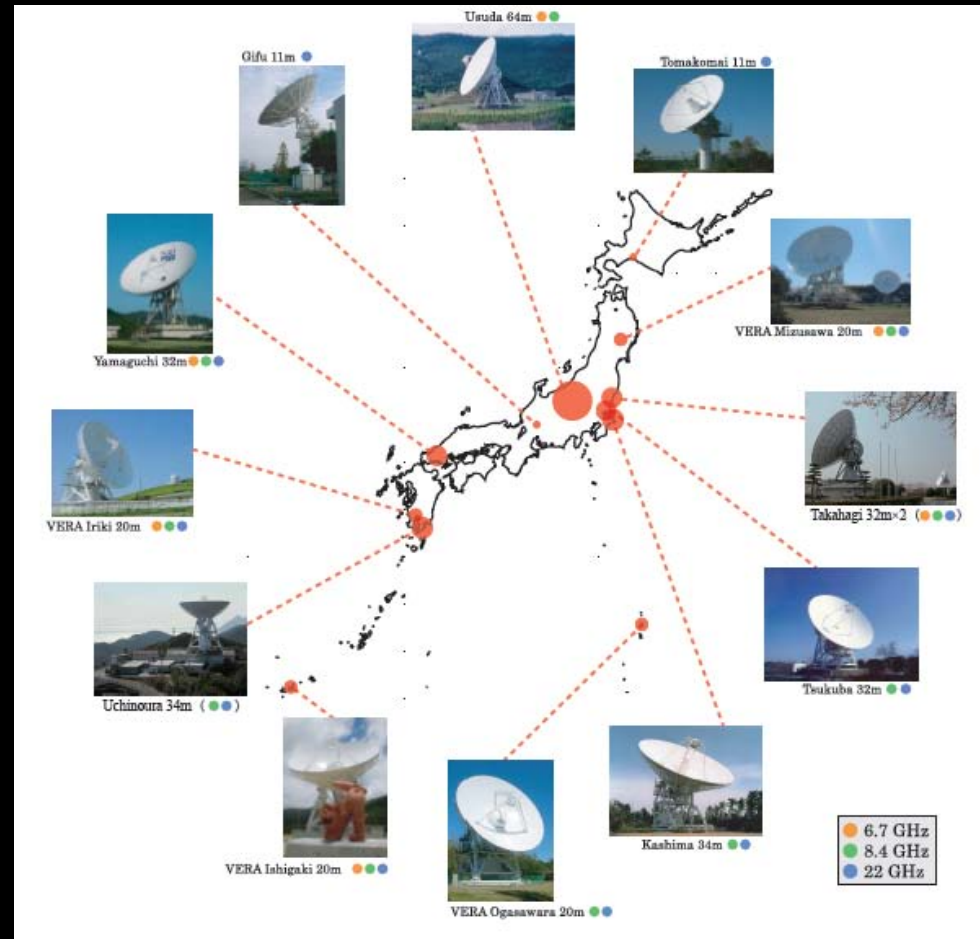 Usuda 64m
Gifu 11m
Tomakomai 11m
VERA Mizusawa 20m
Yamaguchi 32m
Takahagi 32m×2 ( )
VERA Iriki 20m
Tsukuba 32m
Uchinoura 34m ( )
Kashima 34m
VERA Ishigaki 20m
VERA Ogasawara 20m
6.7 GHz
8.4 GHz
22 GHz